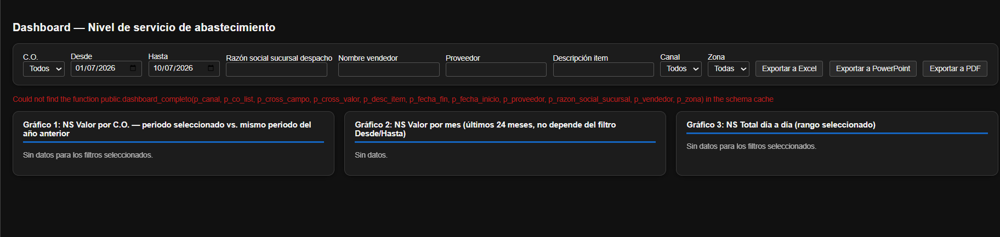 Dashboard — Nivel de servicio de abastecimiento
C.O.
Todos
Desde
01/07/2026
Hasta
10/07/2026
Razón social sucursal despacho
Nombre vendedor
Proveedor
Descripción item
Canal
Todos
Zona
Todas
Exportar a Excel
Exportar a PowerPoint
Exportar a PDF
Could not find the function public.dashboard_completo(p_canal, p_co_list, p_cross_campo, p_cross_valor, p_desc_item, p_fecha_fin, p_fecha_inicio, p_proveedor, p_razon_social_sucursal, p_vendedor, p_zona) in the schema cache
Gráfico 1: NS Valor por C.O. — periodo seleccionado vs. mismo periodo del
año anterior
Sin datos para los filtros seleccionados.
Gráfico 2: NS Valor por mes (últimos 24 meses, no depende del filtro
Desde/Hasta)
Sin datos.
Gráfico 3: NS Total día a día (rango seleccionado)
Sin datos para los filtros seleccionados.